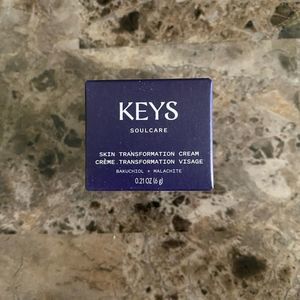 KEYS
SOULCARE
SKIN TRANSFORMATION CREAM
CRÈME TRANSFORMATION VISAGE
BAKUCHIOL + MALACHITE
0.21 OZ (6 g)